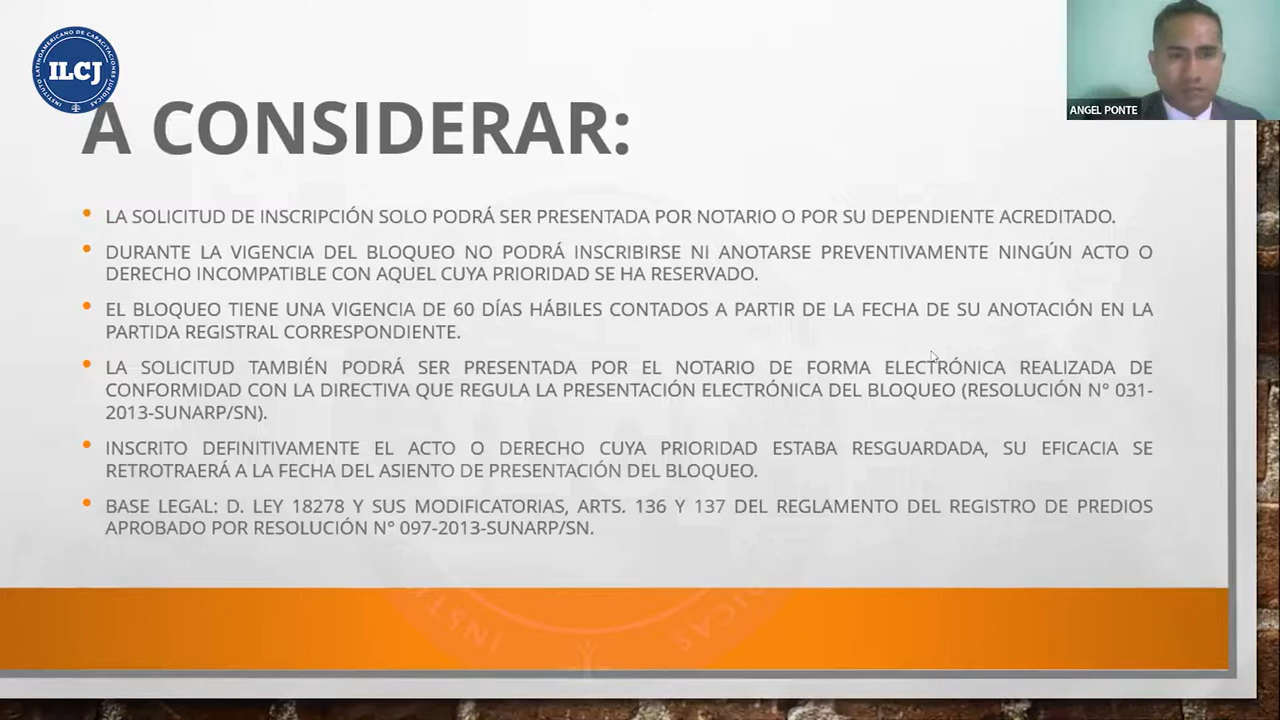 INSTITUTO LATINOAMERICANO DE CAPACITACIONES JURÍDICAS
ILCJ
ANGEL PONTE
A CONSIDERAR:
• LA SOLICITUD DE INSCRIPCIÓN SOLO PODRÁ SER PRESENTADA POR NOTARIO O POR SU DEPENDIENTE ACREDITADO.
• DURANTE LA VIGENCIA DEL BLOQUEO NO PODRÁ INSCRIBIRSE NI ANOTARSE PREVENTIVAMENTE NINGÚN ACTO O
DERECHO INCOMPATIBLE CON AQUEL CUYA PRIORIDAD SE HA RESERVADO.
• EL BLOQUEO TIENE UNA VIGENCIA DE 60 DÍAS HÁBILES CONTADOS A PARTIR DE LA FECHA DE SU ANOTACIÓN EN LA
PARTIDA REGISTRAL CORRESPONDIENTE.
• LA SOLICITUD TAMBIÉN PODRÁ SER PRESENTADA POR EL NOTARIO DE FORMA ELECTRÓNICA REALIZADA DE
CONFORMIDAD CON LA DIRECTIVA QUE REGULA LA PRESENTACIÓN ELECTRÓNICA DEL BLOQUEO (RESOLUCIÓN N° 031-
2013-SUNARP/SN).
• INSCRITO DEFINITIVAMENTE EL ACTO O DERECHO CUYA PRIORIDAD ESTABA RESGUARDADA, SU EFICACIA SE
RETROTRAERÁ A LA FECHA DEL ASIENTO DE PRESENTACIÓN DEL BLOQUEO.
• BASE LEGAL: D. LEY 18278 Y SUS MODIFICATORIAS, ARTS. 136 Y 137 DEL REGLAMENTO DEL REGISTRO DE PREDIOS
APROBADO POR RESOLUCIÓN N° 097-2013-SUNARP/SN.